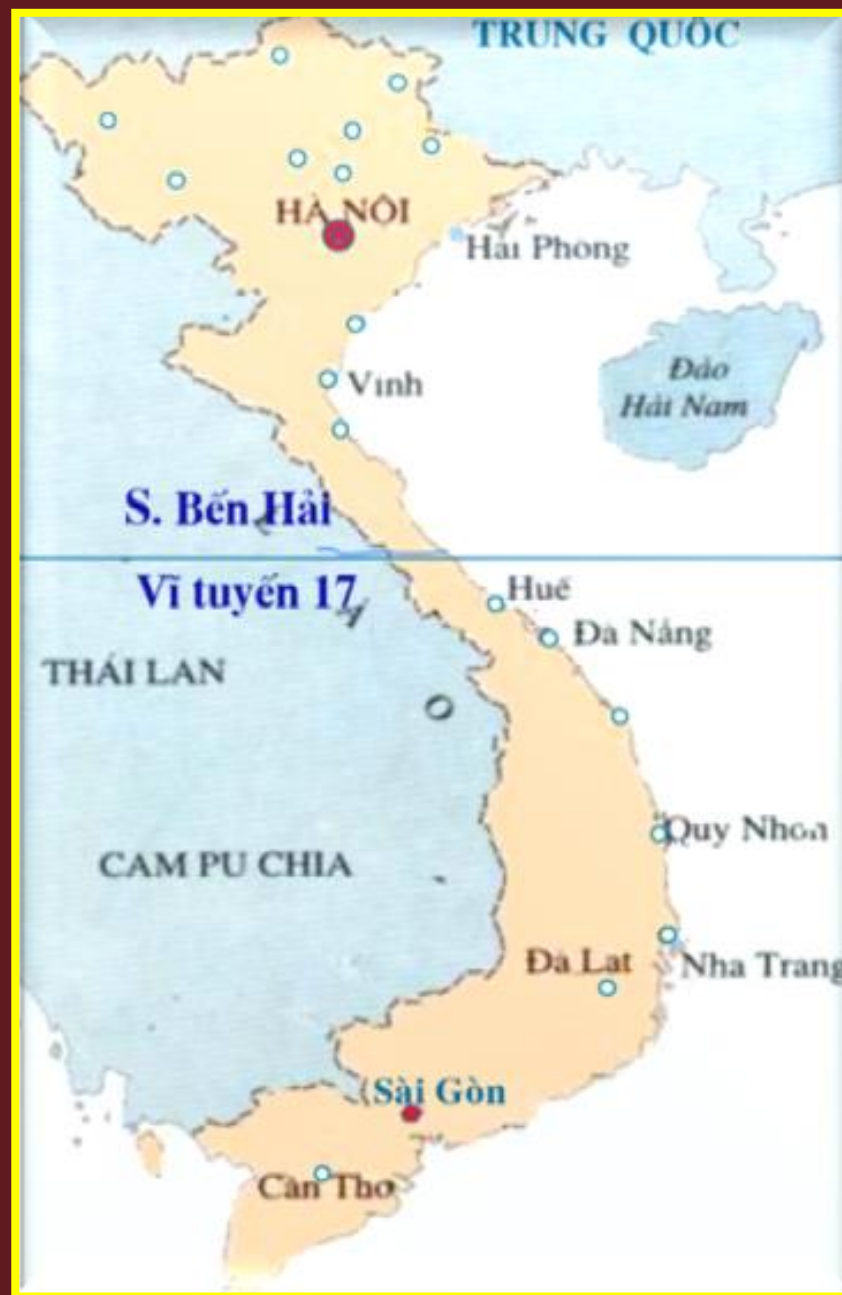 TRUNG QUỐC
HÀ NỘI
Hải Phong
Vinh
Đảo
Hải Nam
S. Bến Hải
L
Vĩ tuyến 17
A
Huế
Đà Nẵng
THÁI LAN
O
Quy Nhơn
CAM PU CHIA
Đà Lạt
Nha Trang
Sài Gòn
Cần Thơ